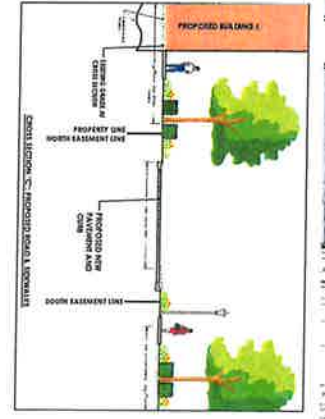 PROPOSED BUILDING C
EXISTING GRADE AT
CROSS SECTION
PROPERTY LINE
NORTH EASEMENT LINE
PROPOSED NEW
PAVEMENT AND
CURB
SOUTH EASEMENT LINE
CROSS SECTION "C": PROPOSED ROAD & SIDEWALKS